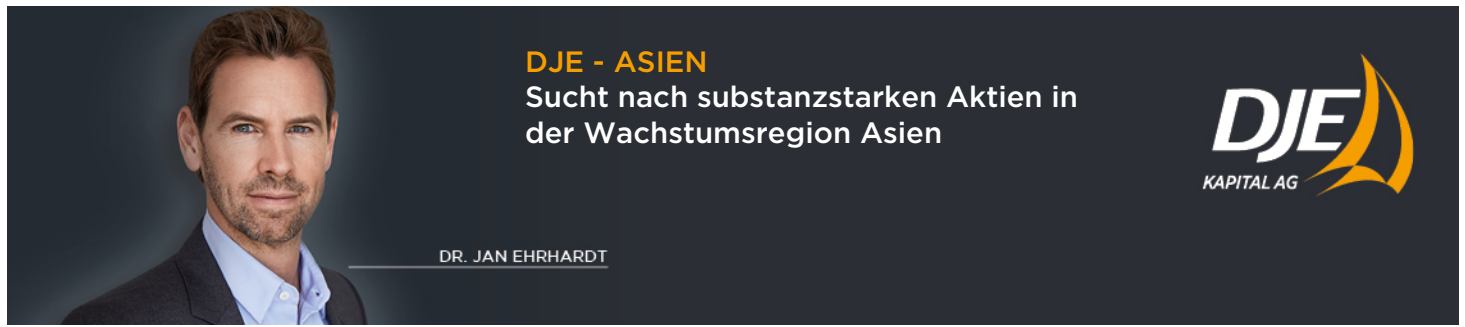 DJE - ASIEN
Sucht nach substanzstarken Aktien in
der Wachstumsregion Asien
DJE
KAPITAL AG
DR. JAN EHRHARDT